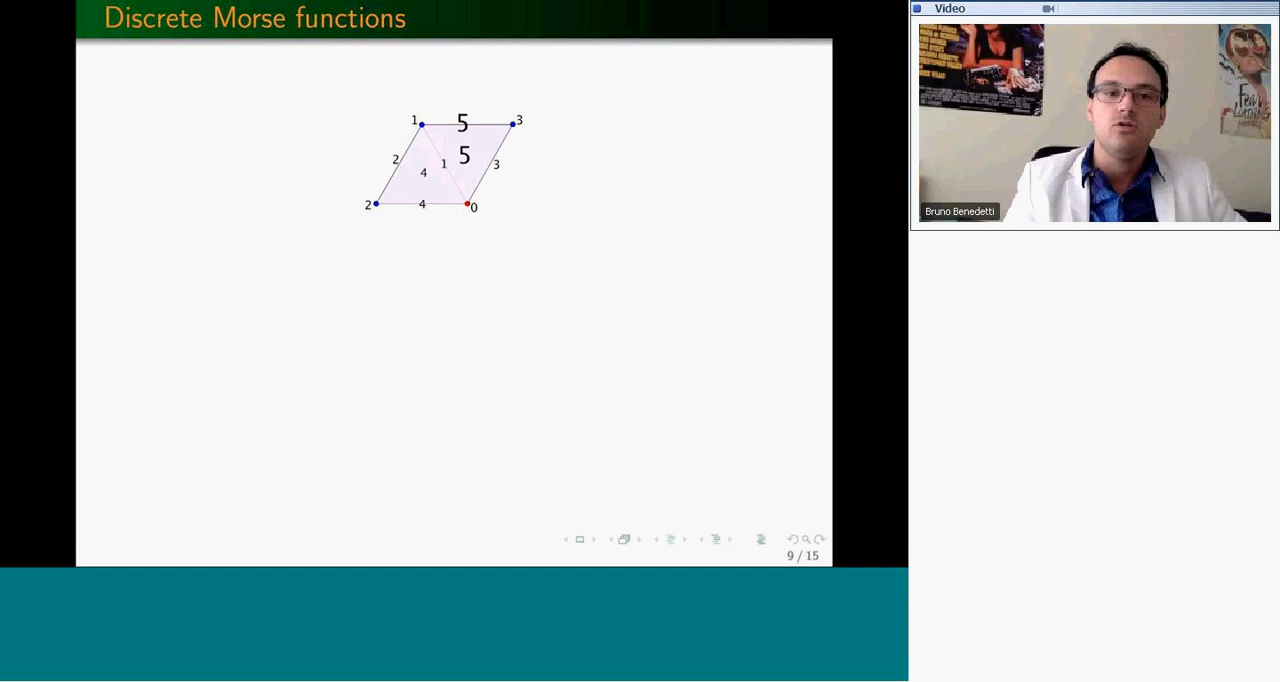 Discrete Morse functions
Video
1 5 3
2 4 1 5 3
2 4 0
Bruno Benedetti
9 / 15